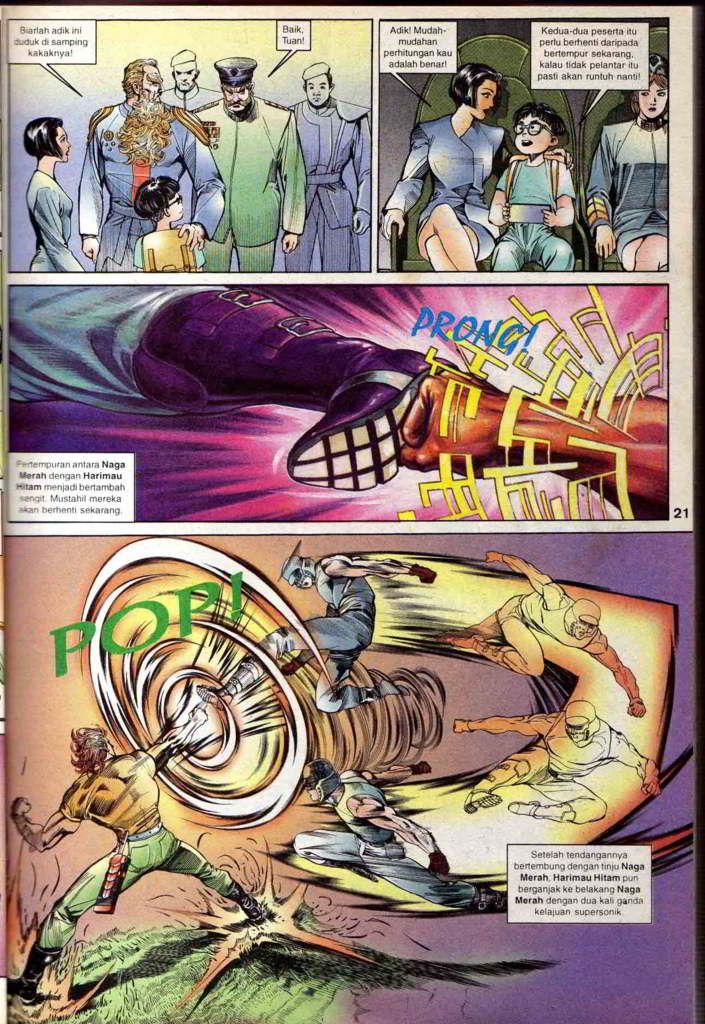 Biarlah adik ini
duduk di samping
kakaknya!
Baik,
Tuan!
Adik! Mudah-
mudahan
perhitungan kau
adalah benar!
Kedua-dua peserta itu
perlu berhenti daripada
bertempur sekarang,
kalau tidak pelantar itu
pasti akan runtuh nanti!
PRONG!
Pertempuran antara Naga
Merah dengan Harimau
Hitam menjadi bertambah
sengit. Mustahil mereka
akan berhenti sekarang.
21
POP!
Setelah tendangannya
bertembung dengan tinju Naga
Merah, Harimau Hitam pun
berganjak ke belakang Naga
Merah dengan dua kali ganda
kelajuan supersonik.